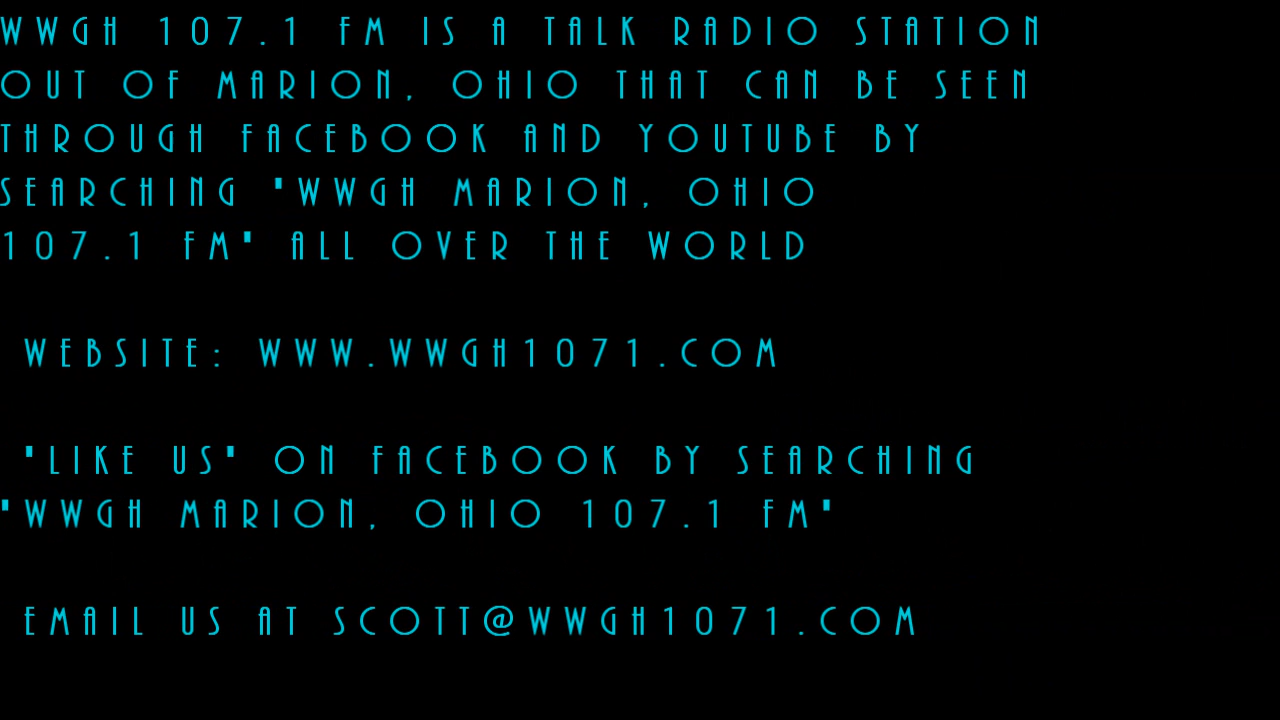 WWGH 107.1 FM IS A TALK RADIO STATION
OUT OF MARION, OHIO THAT CAN BE SEEN
THROUGH FACEBOOK AND YOUTUBE BY
SEARCHING "WWGH MARION, OHIO
107.1 FM" ALL OVER THE WORLD
WEBSITE: WWW.WWGH1071.COM
"LIKE US" ON FACEBOOK BY SEARCHING
"WWGH MARION, OHIO 107.1 FM"
EMAIL US AT SCOTT@WWGH1071.COM